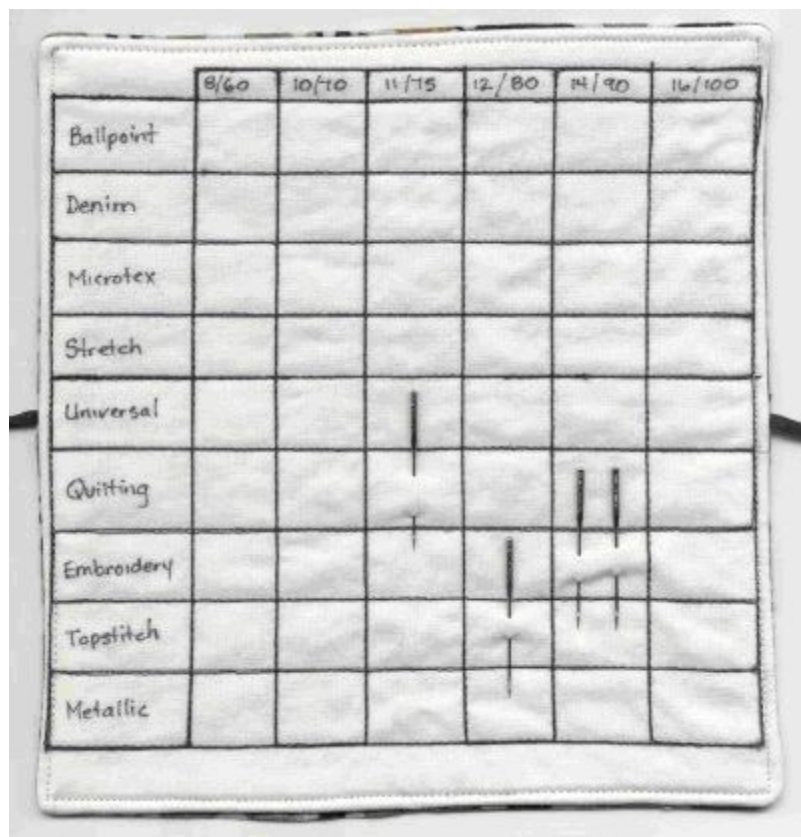 8/60 10/70 11/75 12/80 14/90 16/100
Ballpoint
Denim
Microtex
Stretch
Universal
Quilting
Embroidery
Topstitch
Metallic